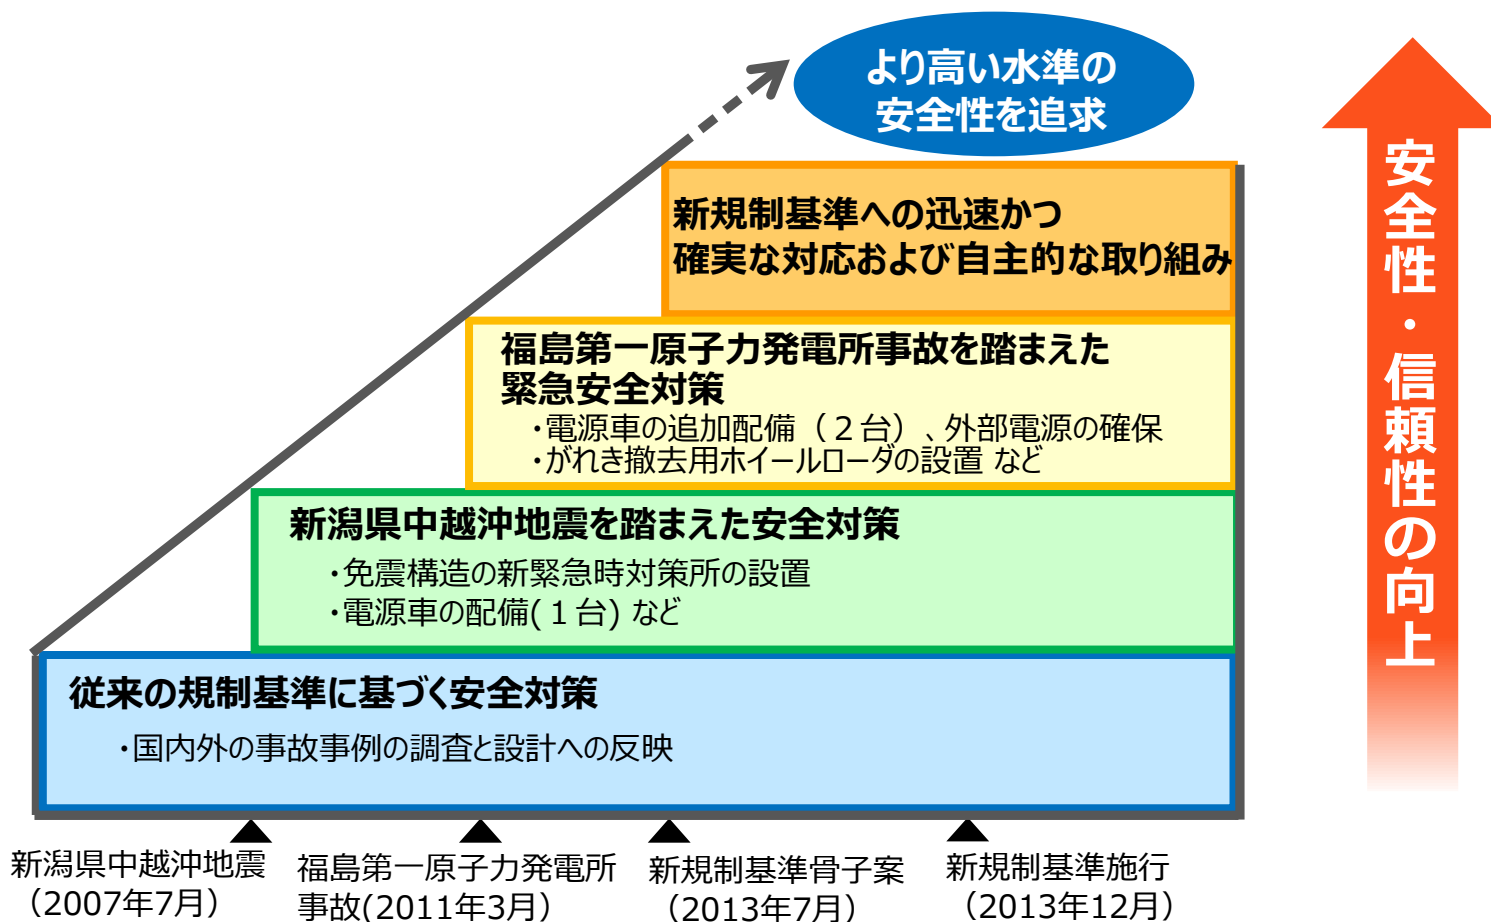 より高い水準の
安全性を追求
新規制基準への迅速かつ
確実な対応および自主的な取り組み
福島第一原子力発電所事故を踏まえた
緊急安全対策
・電源車の追加配備（２台）、外部電源の確保
・がれき撤去用ホイールローダの設置 など
新潟県中越沖地震を踏まえた安全対策
・免震構造の新緊急時対策所の設置
・電源車の配備(１台) など
従来の規制基準に基づく安全対策
・国内外の事故事例の調査と設計への反映
新潟県中越沖地震
（2007年7月）
福島第一原子力発電所
事故(2011年3月）
新規制基準骨子案
（2013年7月）
新規制基準施行
（2013年12月）
安全性・信頼性の向上